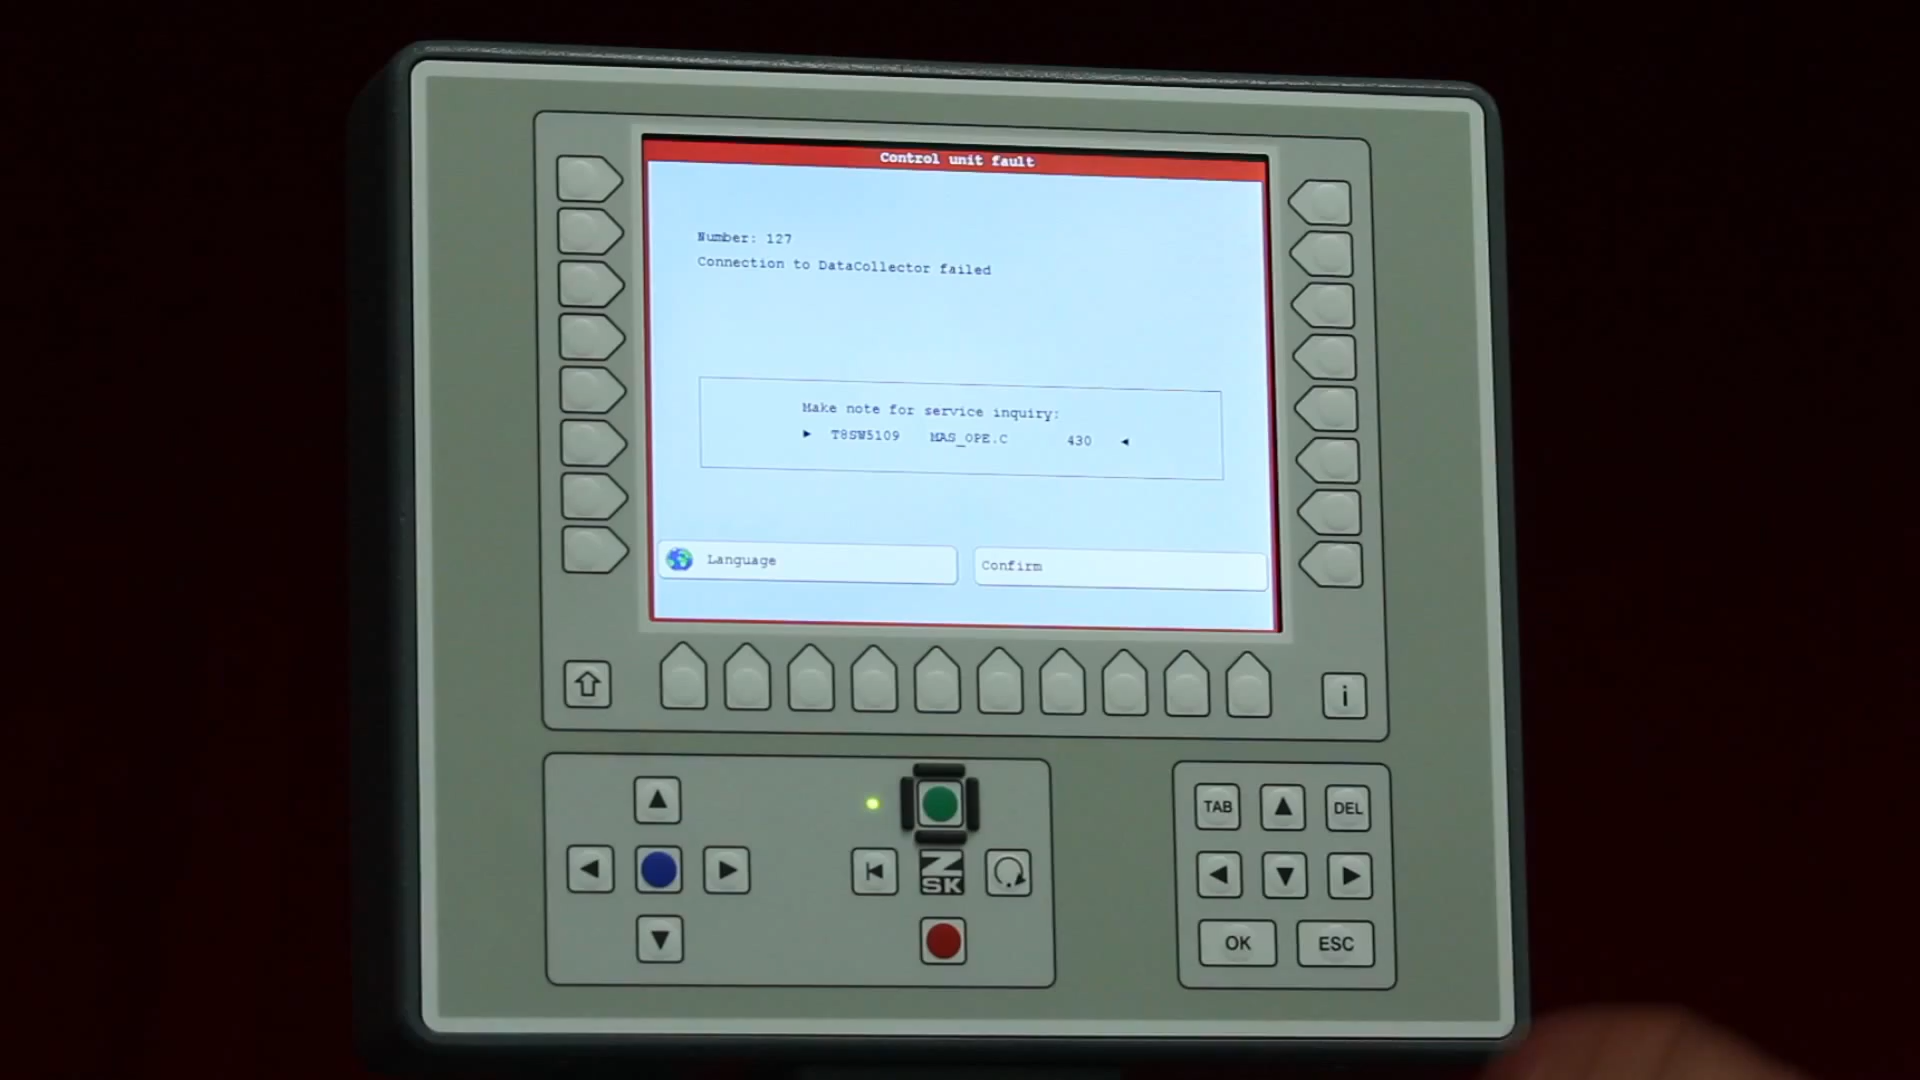 Control unit fault
Number: 127
Connection to DataCollector failed
Make note for service inquiry:
► T8SW5109 MAS_OPE.C 430 ◄
Language
Confirm
i
TAB
DEL
ZSK
OK
ESC